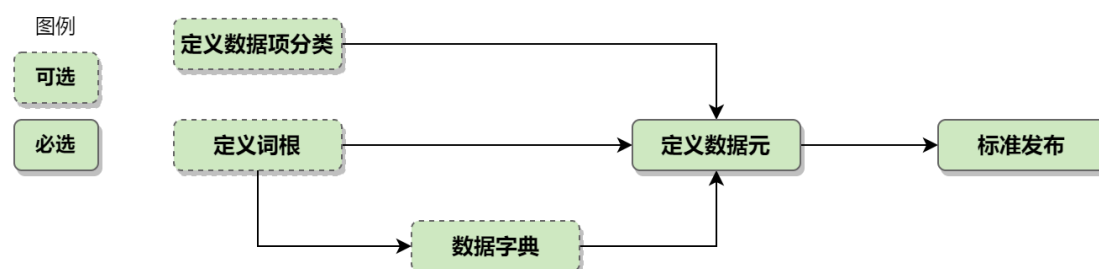 图例
可选
必选
定义数据项分类
定义词根
数据字典
定义数据元
标准发布